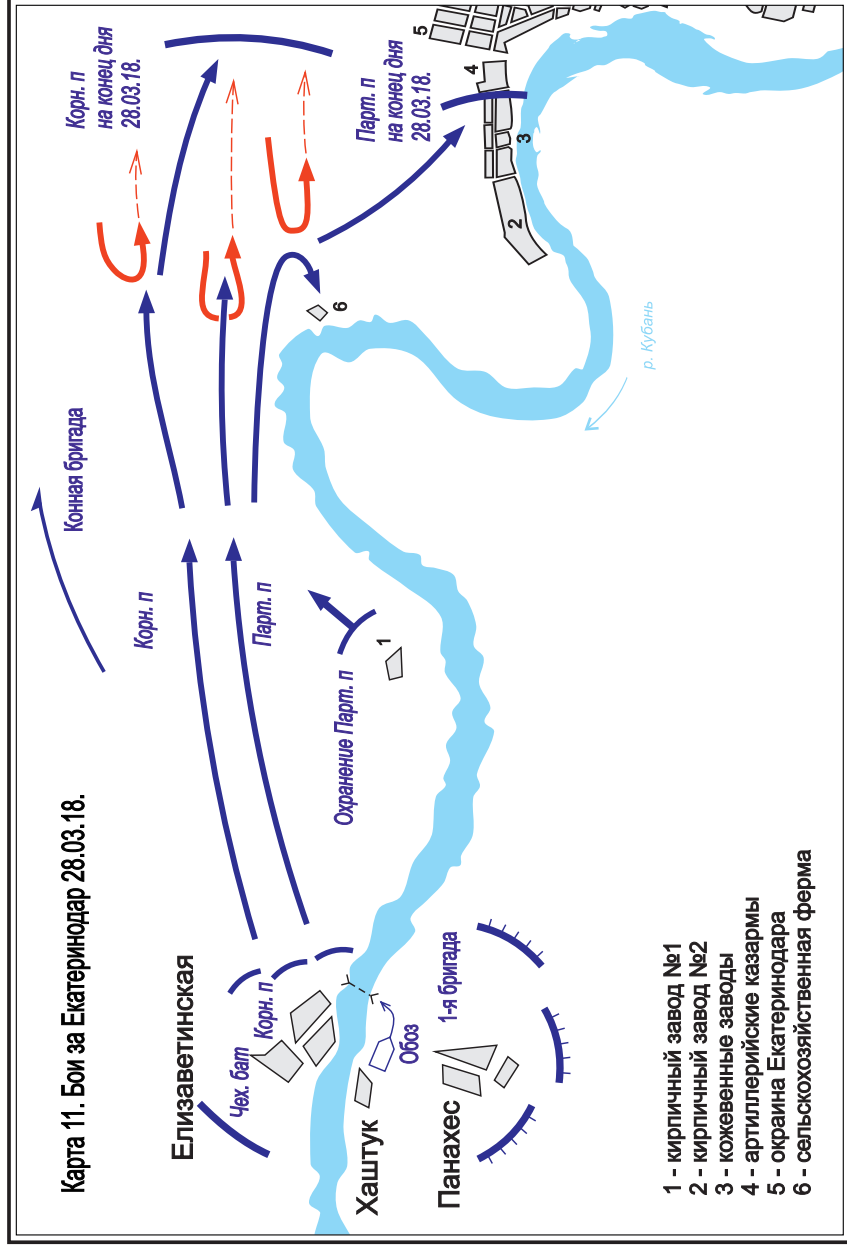 Карта 11. Бои за Екатеринодар 28.03.18.
Конная бригада
Корн. п
на конец дня
28.03.18.
Корн. п
Парт. п
Парт. п
на конец дня
28.03.18.
Охранение Парт. п
Елизаветинская
Чех. бат
Корн. п
Хаштук
Обоз
Панахес
1-я бригада
р. Кубань
1
2
3
4
5
6
1 - кирпичный завод №1
2 - кирпичный завод №2
3 - кожевенные заводы
4 - артиллерийские казармы
5 - окраина Екатеринодара
6 - сельскохозяйственная ферма